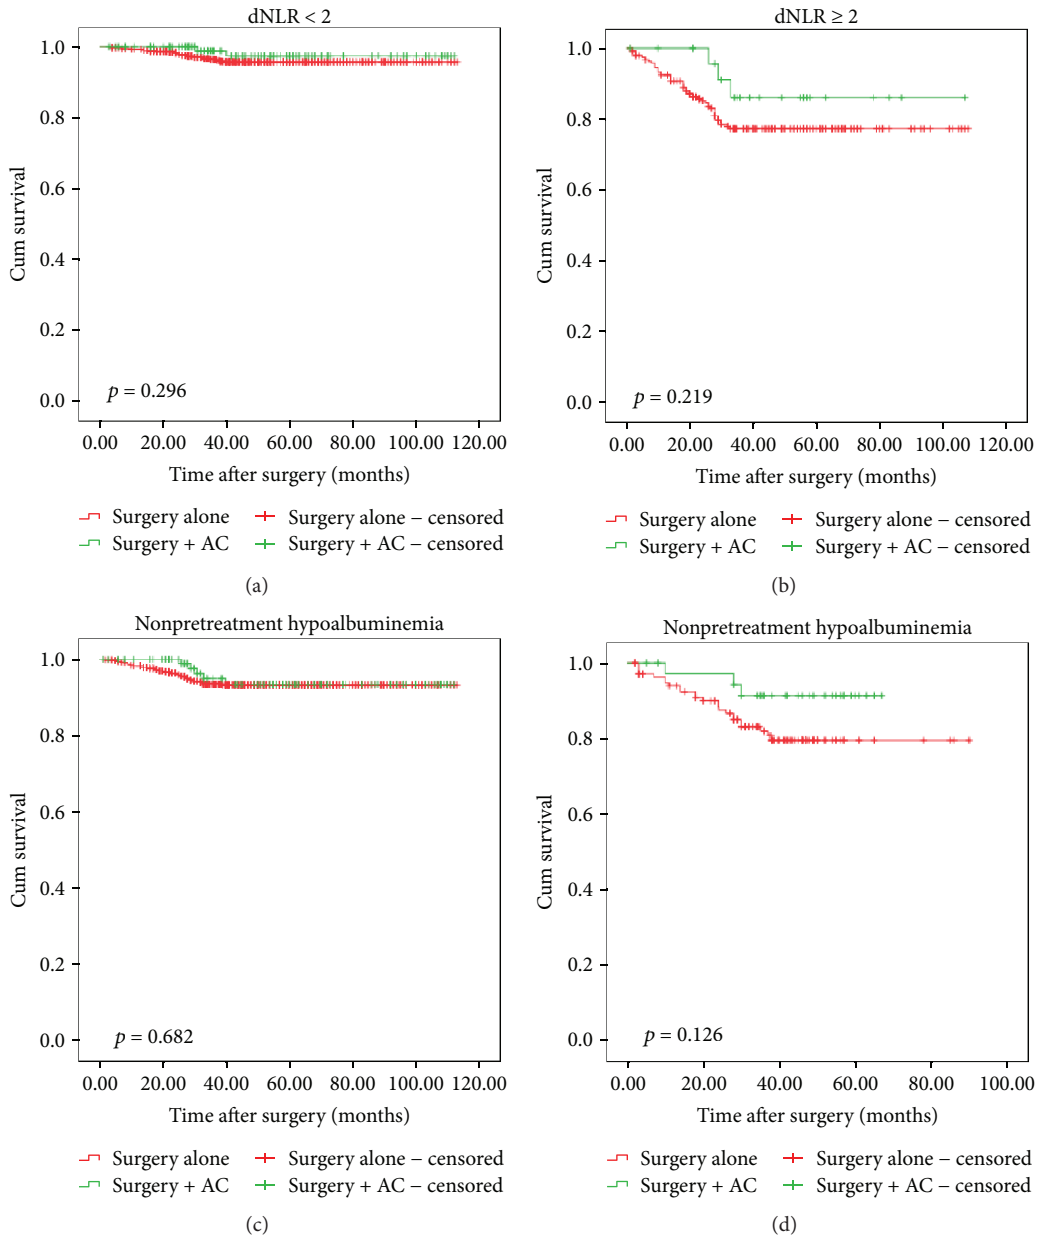 dNLR < 2
1.0
0.8
0.6
0.4
0.2
0.0
Cum survival
p = 0.296
0.00 20.00 40.00 60.00 80.00 100.00 120.00
Time after surgery (months)
Surgery alone Surgery alone − censored
Surgery + AC Surgery + AC − censored
(a)
dNLR ≥ 2
1.0
0.8
0.6
0.4
0.2
0.0
Cum survival
p = 0.219
0.00 20.00 40.00 60.00 80.00 100.00 120.00
Time after surgery (months)
Surgery alone Surgery alone − censored
Surgery + AC Surgery + AC − censored
(b)
Nonpretreatment hypoalbuminemia
1.0
0.8
0.6
0.4
0.2
0.0
Cum survival
p = 0.682
0.00 20.00 40.00 60.00 80.00 100.00 120.00
Time after surgery (months)
Surgery alone Surgery alone − censored
Surgery + AC Surgery + AC − censored
(c)
Nonpretreatment hypoalbuminemia
1.0
0.8
0.6
0.4
0.2
0.0
Cum survival
p = 0.126
0.00 20.00 40.00 60.00 80.00 100.00
Time after surgery (months)
Surgery alone Surgery alone − censored
Surgery + AC Surgery + AC − censored
(d)